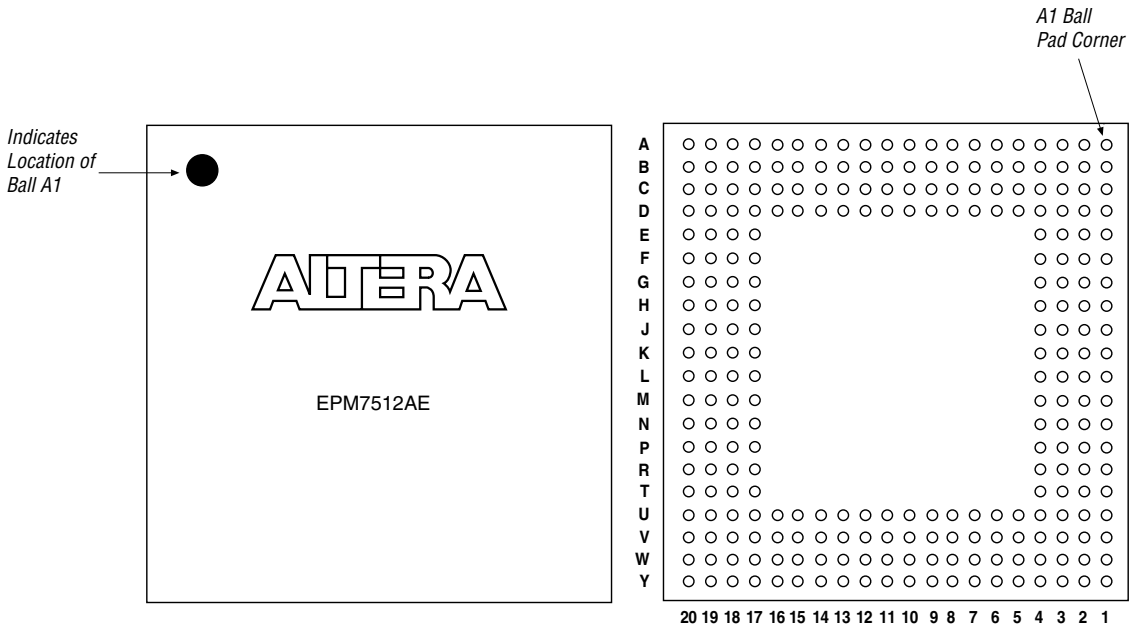 A1 Ball
Pad Corner
Indicates
Location of
Ball A1
ALTERA
EPM7512AE
A
B
C
D
E
F
G
H
J
K
L
M
N
P
R
T
U
V
W
Y
20 19 18 17 16 15 14 13 12 11 10 9 8 7 6 5 4 3 2 1